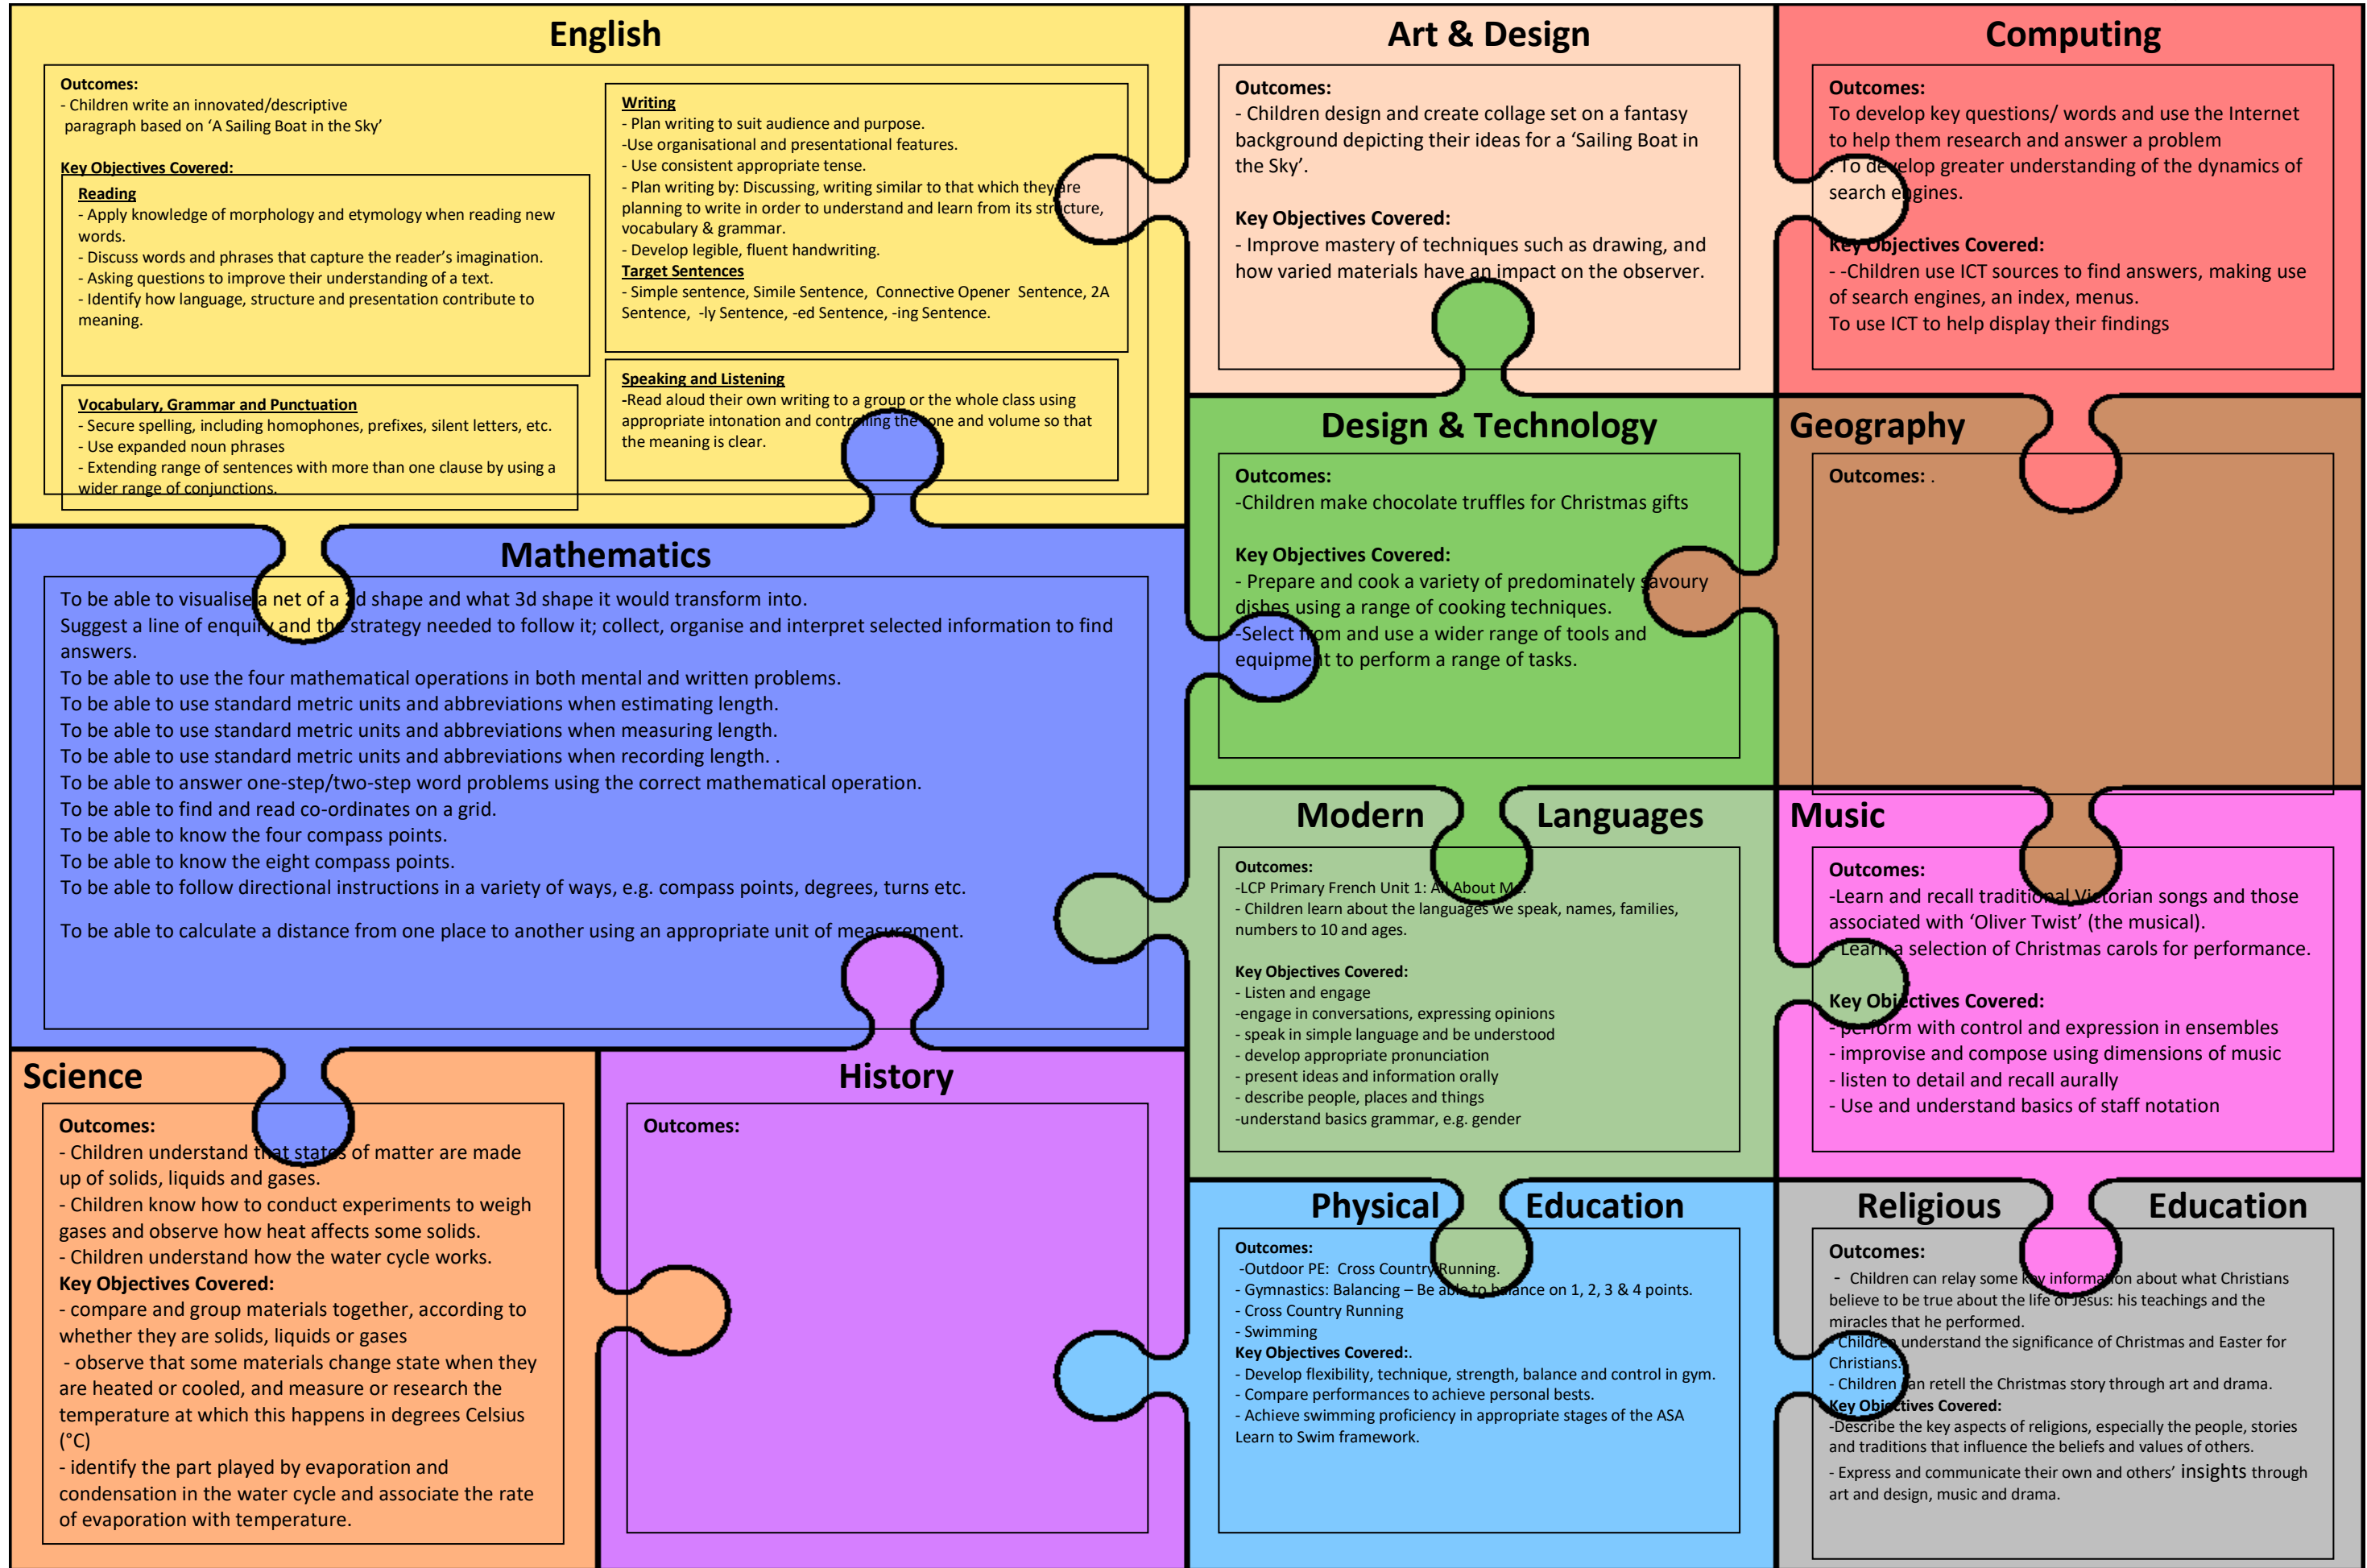 English
Outcomes:
- Children write an innovated/descriptive
paragraph based on ‘A Sailing Boat in the Sky’
Key Objectives Covered:
Reading
- Apply knowledge of morphology and etymology when reading new
words.
- Discuss words and phrases that capture the reader’s imagination.
- Asking questions to improve their understanding of a text.
- Identify how language, structure and presentation contribute to
meaning.
Vocabulary, Grammar and Punctuation
- Secure spelling, including homophones, prefixes, silent letters, etc.
- Use expanded noun phrases
- Extending range of sentences with more than one clause by using a
wider range of conjunctions.
Writing
- Plan writing to suit audience and purpose.
-Use organisational and presentational features.
- Use consistent appropriate tense.
- Plan writing by: Discussing, writing similar to that which they are
planning to write in order to understand and learn from its structure,
vocabulary & grammar.
- Develop legible, fluent handwriting.
Target Sentences
- Simple sentence, Simile Sentence, Connective Opener Sentence, 2A
Sentence, -ly Sentence, -ed Sentence, -ing Sentence.
Speaking and Listening
-Read aloud their own writing to a group or the whole class using
appropriate intonation and controlling the tone and volume so that
the meaning is clear.
Art & Design
Outcomes:
- Children design and create collage set on a fantasy
background depicting their ideas for a ‘Sailing Boat in
the Sky’.
Key Objectives Covered:
- Improve mastery of techniques such as drawing, and
how varied materials have an impact on the observer.
Computing
Outcomes:
To develop key questions/ words and use the Internet
to help them research and answer a problem
. To develop greater understanding of the dynamics of
search engines.
Key Objectives Covered:
- -Children use ICT sources to find answers, making use
of search engines, an index, menus.
To use ICT to help display their findings
Mathematics
To be able to visualise a net of a 2d shape and what 3d shape it would transform into.
Suggest a line of enquiry and the strategy needed to follow it; collect, organise and interpret selected information to find
answers.
To be able to use the four mathematical operations in both mental and written problems.
To be able to use standard metric units and abbreviations when estimating length.
To be able to use standard metric units and abbreviations when measuring length.
To be able to use standard metric units and abbreviations when recording length. .
To be able to answer one-step/two-step word problems using the correct mathematical operation.
To be able to find and read co-ordinates on a grid.
To be able to know the four compass points.
To be able to know the eight compass points.
To be able to follow directional instructions in a variety of ways, e.g. compass points, degrees, turns etc.
To be able to calculate a distance from one place to another using an appropriate unit of measurement.
Design & Technology
Outcomes:
-Children make chocolate truffles for Christmas gifts
Key Objectives Covered:
- Prepare and cook a variety of predominately savoury
dishes using a range of cooking techniques.
-Select from and use a wider range of tools and
equipment to perform a range of tasks.
Geography
Outcomes: .
Modern Languages
Outcomes:
-LCP Primary French Unit 1: All About Me.
- Children learn about the languages we speak, names, families,
numbers to 10 and ages.
Key Objectives Covered:
- Listen and engage
-engage in conversations, expressing opinions
- speak in simple language and be understood
- develop appropriate pronunciation
- present ideas and information orally
- describe people, places and things
-understand basics grammar, e.g. gender
Music
Outcomes:
-Learn and recall traditional Victorian songs and those
associated with ‘Oliver Twist’ (the musical).
- Learn a selection of Christmas carols for performance.
Key Objectives Covered:
- perform with control and expression in ensembles
- improvise and compose using dimensions of music
- listen to detail and recall aurally
- Use and understand basics of staff notation
Science
Outcomes:
- Children understand that states of matter are made
up of solids, liquids and gases.
- Children know how to conduct experiments to weigh
gases and observe how heat affects some solids.
- Children understand how the water cycle works.
Key Objectives Covered:
- compare and group materials together, according to
whether they are solids, liquids or gases
- observe that some materials change state when they
are heated or cooled, and measure or research the
temperature at which this happens in degrees Celsius
(°C)
- identify the part played by evaporation and
condensation in the water cycle and associate the rate
of evaporation with temperature.
History
Outcomes:
Physical Education
Outcomes:
-Outdoor PE: Cross Country Running.
- Gymnastics: Balancing – Be able to balance on 1, 2, 3 & 4 points.
- Cross Country Running
- Swimming
Key Objectives Covered:.
- Develop flexibility, technique, strength, balance and control in gym.
- Compare performances to achieve personal bests.
- Achieve swimming proficiency in appropriate stages of the ASA
Learn to Swim framework.
Religious Education
Outcomes:
- Children can relay some key information about what Christians
believe to be true about the life of Jesus: his teachings and the
miracles that he performed.
- Children understand the significance of Christmas and Easter for
Christians.
- Children can retell the Christmas story through art and drama.
Key Objectives Covered:
-Describe the key aspects of religions, especially the people, stories
and traditions that influence the beliefs and values of others.
- Express and communicate their own and others’ insights through
art and design, music and drama.